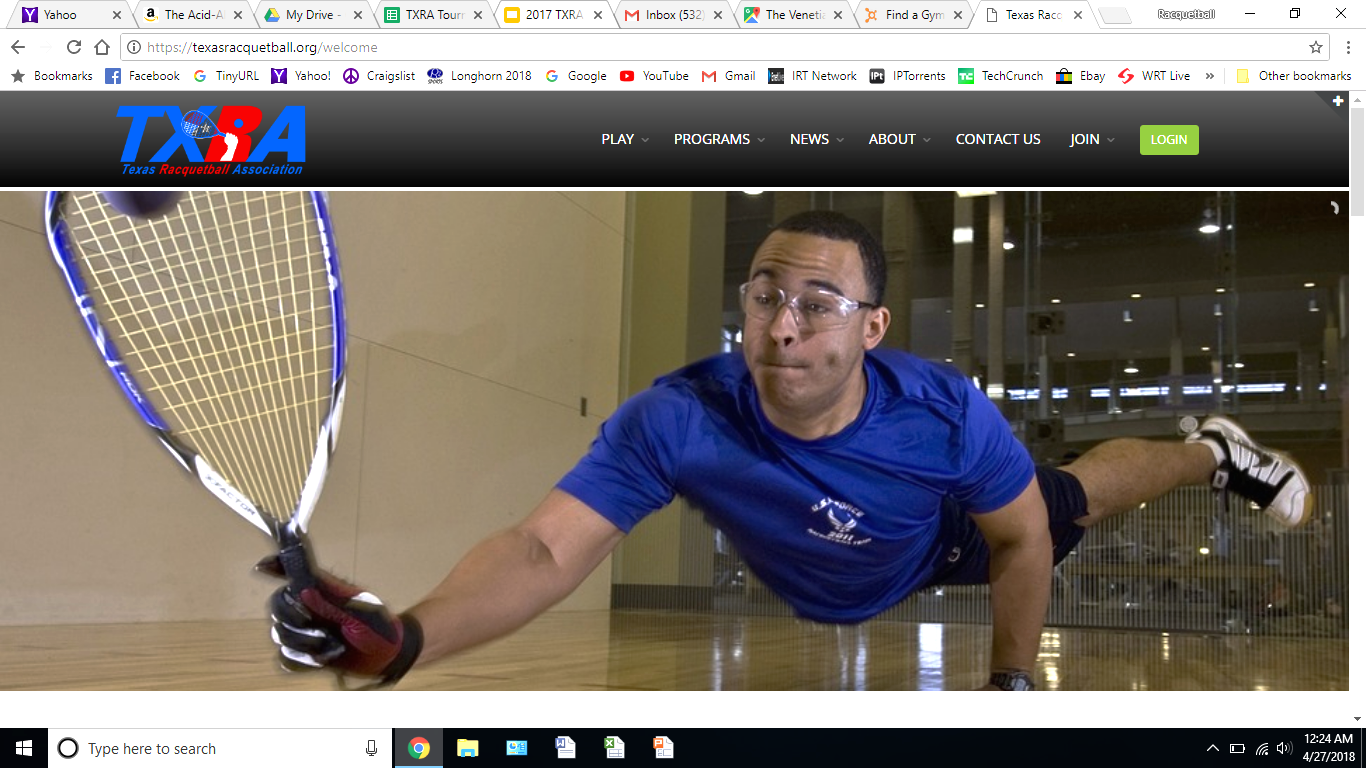 Yahoo
The Acid-Al
My Drive -
TXRA Tourn
2017 TXRA
Inbox (532)
The Venetia
Find a Gym
Texas Racq
Racquetball
https://texasracquetball.org/welcome
Bookmarks
Facebook
TinyURL
Yahoo!
Craigslist
Longhorn 2018
Google
YouTube
Gmail
IRT Network
IPTorrents
TechCrunch
Ebay
WRT Live
»
Other bookmarks
TXRA
Texas Racquetball Association
PLAY
PROGRAMS
NEWS
ABOUT
CONTACT US
JOIN
LOGIN
X-FACTOR
2011
Type here to search
12:24 AM
4/27/2018